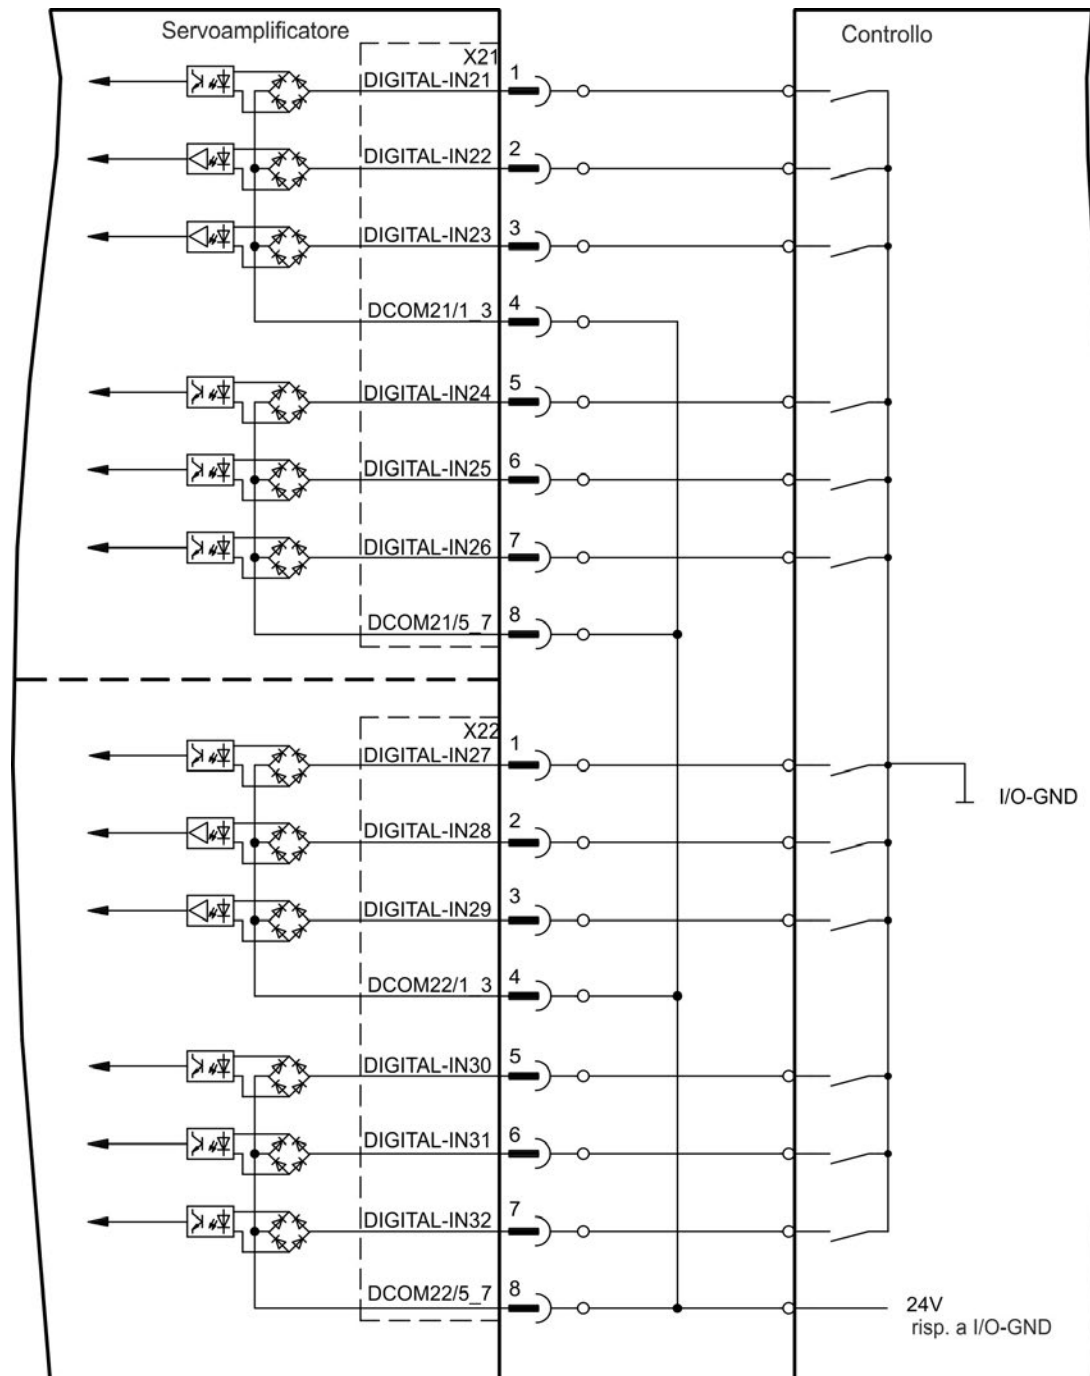 Servoamplificatore
Controllo
X21
DIGITAL-IN21 1
DIGITAL-IN22 2
DIGITAL-IN23 3
DCOM21/1_3 4
DIGITAL-IN24 5
DIGITAL-IN25 6
DIGITAL-IN26 7
DCOM21/5_7 8
X22
DIGITAL-IN27 1
I/O-GND
DIGITAL-IN28 2
DIGITAL-IN29 3
DCOM22/1_3 4
DIGITAL-IN30 5
DIGITAL-IN31 6
DIGITAL-IN32 7
DCOM22/5_7 8
24V
risp. a I/O-GND